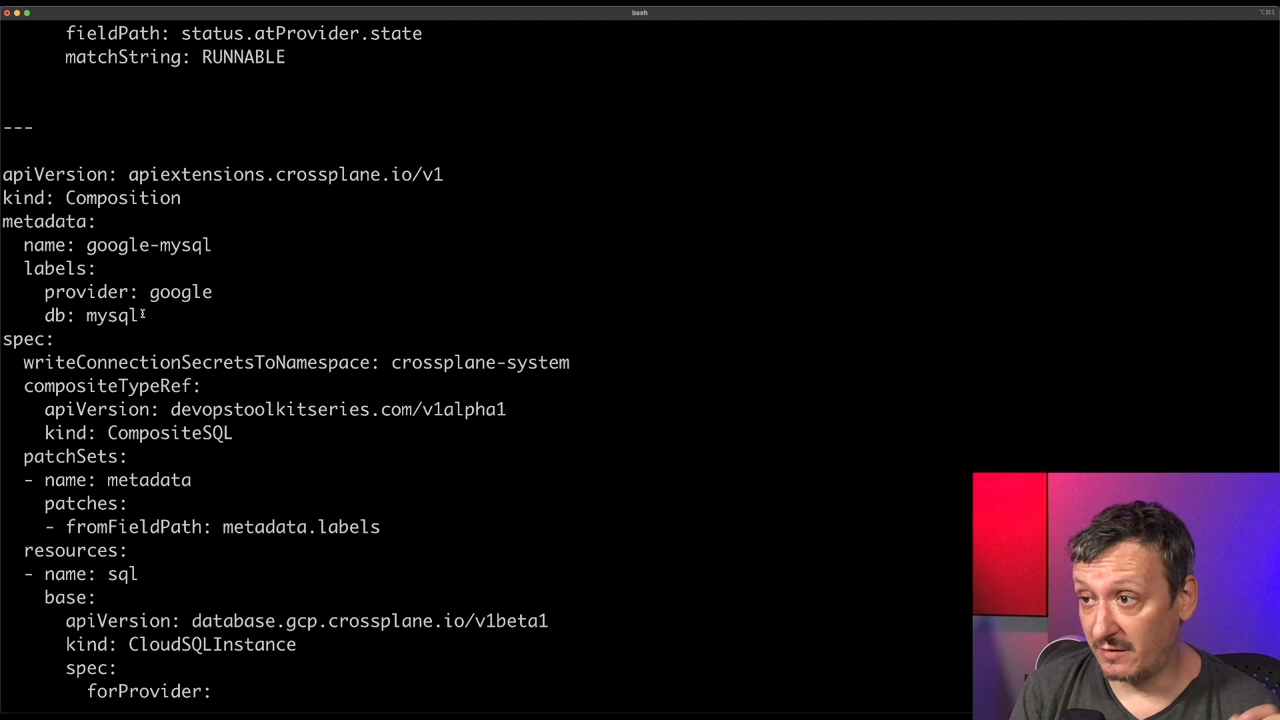 bash
⌥⌘1
fieldPath: status.atProvider.state
matchString: RUNNABLE
---
apiVersion: apiextensions.crossplane.io/v1
kind: Composition
metadata:
name: google-mysql
labels:
provider: google
db: mysql
spec:
writeConnectionSecretsToNamespace: crossplane-system
compositeTypeRef:
apiVersion: devopstoolkitseries.com/v1alpha1
kind: CompositeSQL
patchSets:
- name: metadata
patches:
- fromFieldPath: metadata.labels
resources:
- name: sql
base:
apiVersion: database.gcp.crossplane.io/v1beta1
kind: CloudSQLInstance
spec:
forProvider: